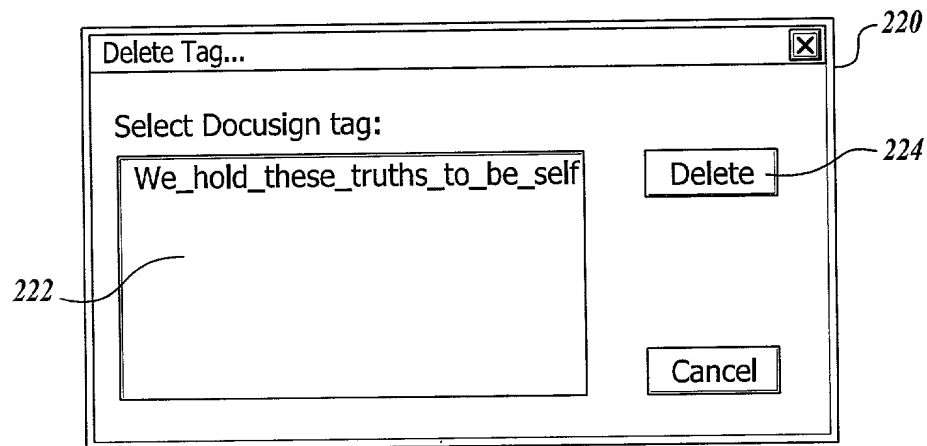 220
Delete Tag...
Select Docusign tag:
224
We_hold_these_truths_to_be_self
Delete
222
Cancel